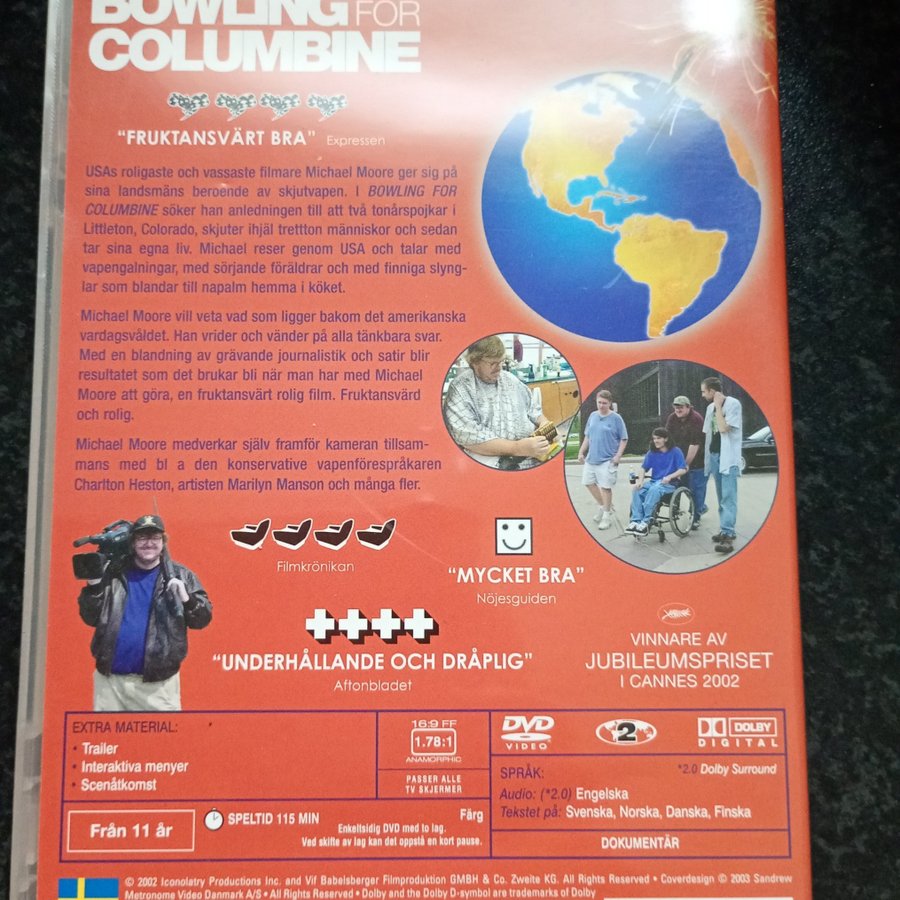 BOWLING FOR
COLUMBINE
“FRUKTANSVÄRT BRA” Expressen
USAs roligaste och vassaste filmare Michael Moore ger sig på
sina landsmäns beroende av skjutvapen. I BOWLING FOR
COLUMBINE söker han anledningen till att två tonårspojkar i
Littleton, Colorado, skjuter ihjäl trettton människor och sedan
tar sina egna liv. Michael reser genom USA och talar med
vapengalningar, med sörjande föräldrar och med finniga slyng-
lar som blandar till napalm hemma i köket.
Michael Moore vill veta vad som ligger bakom det amerikanska
vardagsvåldet. Han vrider och vänder på alla tänkbara svar.
Med en blandning av grävande journalistik och satir blir
resultatet som det brukar bli när man har med Michael
Moore att göra, en fruktansvärt rolig film. Fruktansvärd
och rolig.
Michael Moore medverkar själv framför kameran tillsam-
mans med bl a den konservative vapenförespråkaren
Charlton Heston, artisten Marilyn Manson och många fler.
Filmkrönikan
“MYCKET BRA”
Nöjesguiden
“UNDERHÅLLANDE OCH DRÅPLIG”
Aftonbladet
VINNARE AV
JUBILEUMSPRISET
I CANNES 2002
EXTRA MATERIAL:
• Trailer
• Interaktiva menyer
• Scenåtkomst
16:9 FF
1.78:1
ANAMORPHIC
PASSER ALLE
TV SKJERMER
DVD
VIDEO
2
DOLBY
DIGITAL
*2.0 Dolby Surround
SPRÅK:
Audio: (*2.0) Engelska
Tekstet på: Svenska, Norska, Danska, Finska
Från 11 år
SPELTID 115 MIN
Färg
Enkeltsidig DVD med to lag.
Ved skifte av lag kan det oppstå en kort pause.
DOKUMENTÄR
© 2002 Iconolatry Productions Inc. and Vif Babelsberger Filmproduktion GMBH & Co. Zweite KG. All Rights Reserved • Coverdesign © 2003 Sandrew
Metronome Video Danmark A/S • All Rights Reserved • Dolby and the Dolby D-symbol are trademarks of Dolby